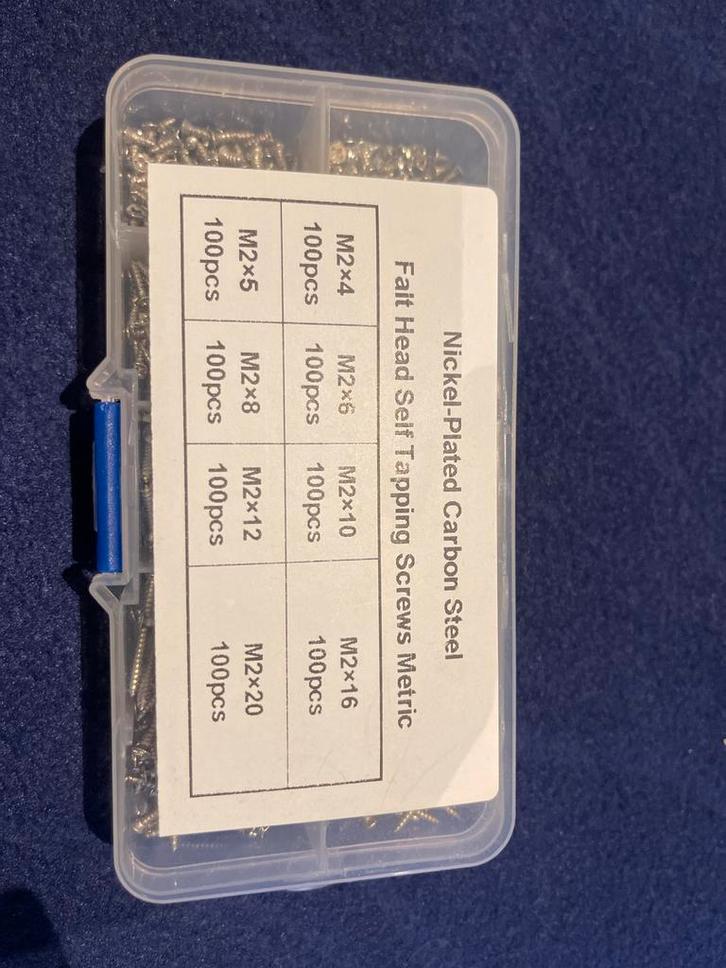 Nickel-Plated Carbon Steel
Fait Head Self Tapping Screws Metric
M2×4 M2×6 M2×10 M2×16
100pcs 100pcs 100pcs 100pcs
M2×5 M2×8 M2×12 M2×20
100pcs 100pcs 100pcs 100pcs